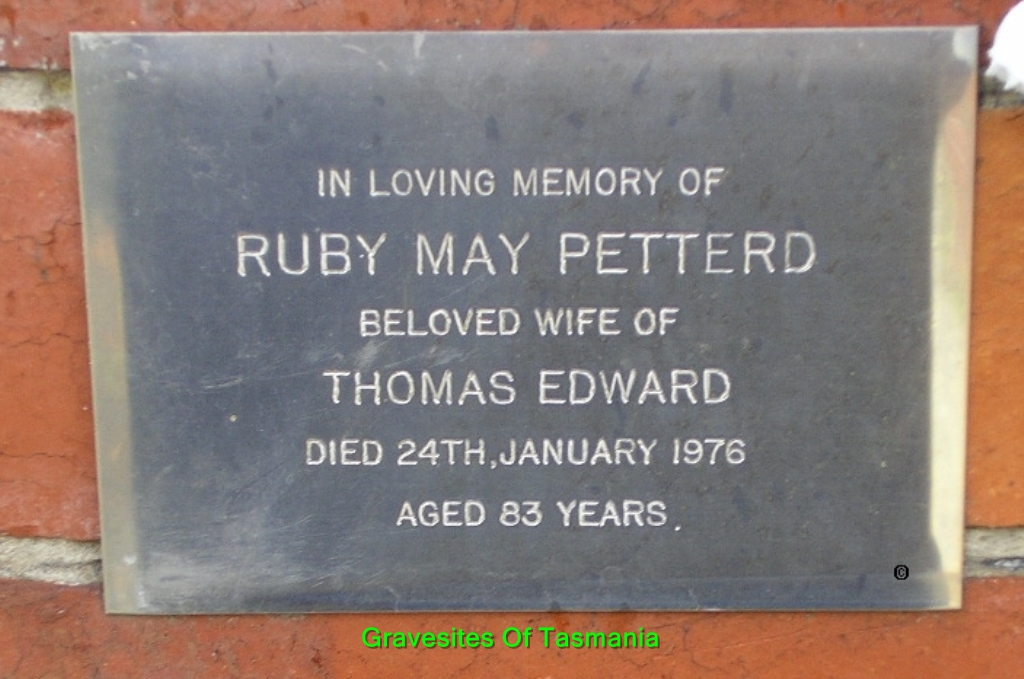 IN LOVING MEMORY OF
RUBY MAY PETTERD
BELOVED WIFE OF
THOMAS EDWARD
DIED 24TH,JANUARY 1976
AGED 83 YEARS.
©
Gravesites Of Tasmania